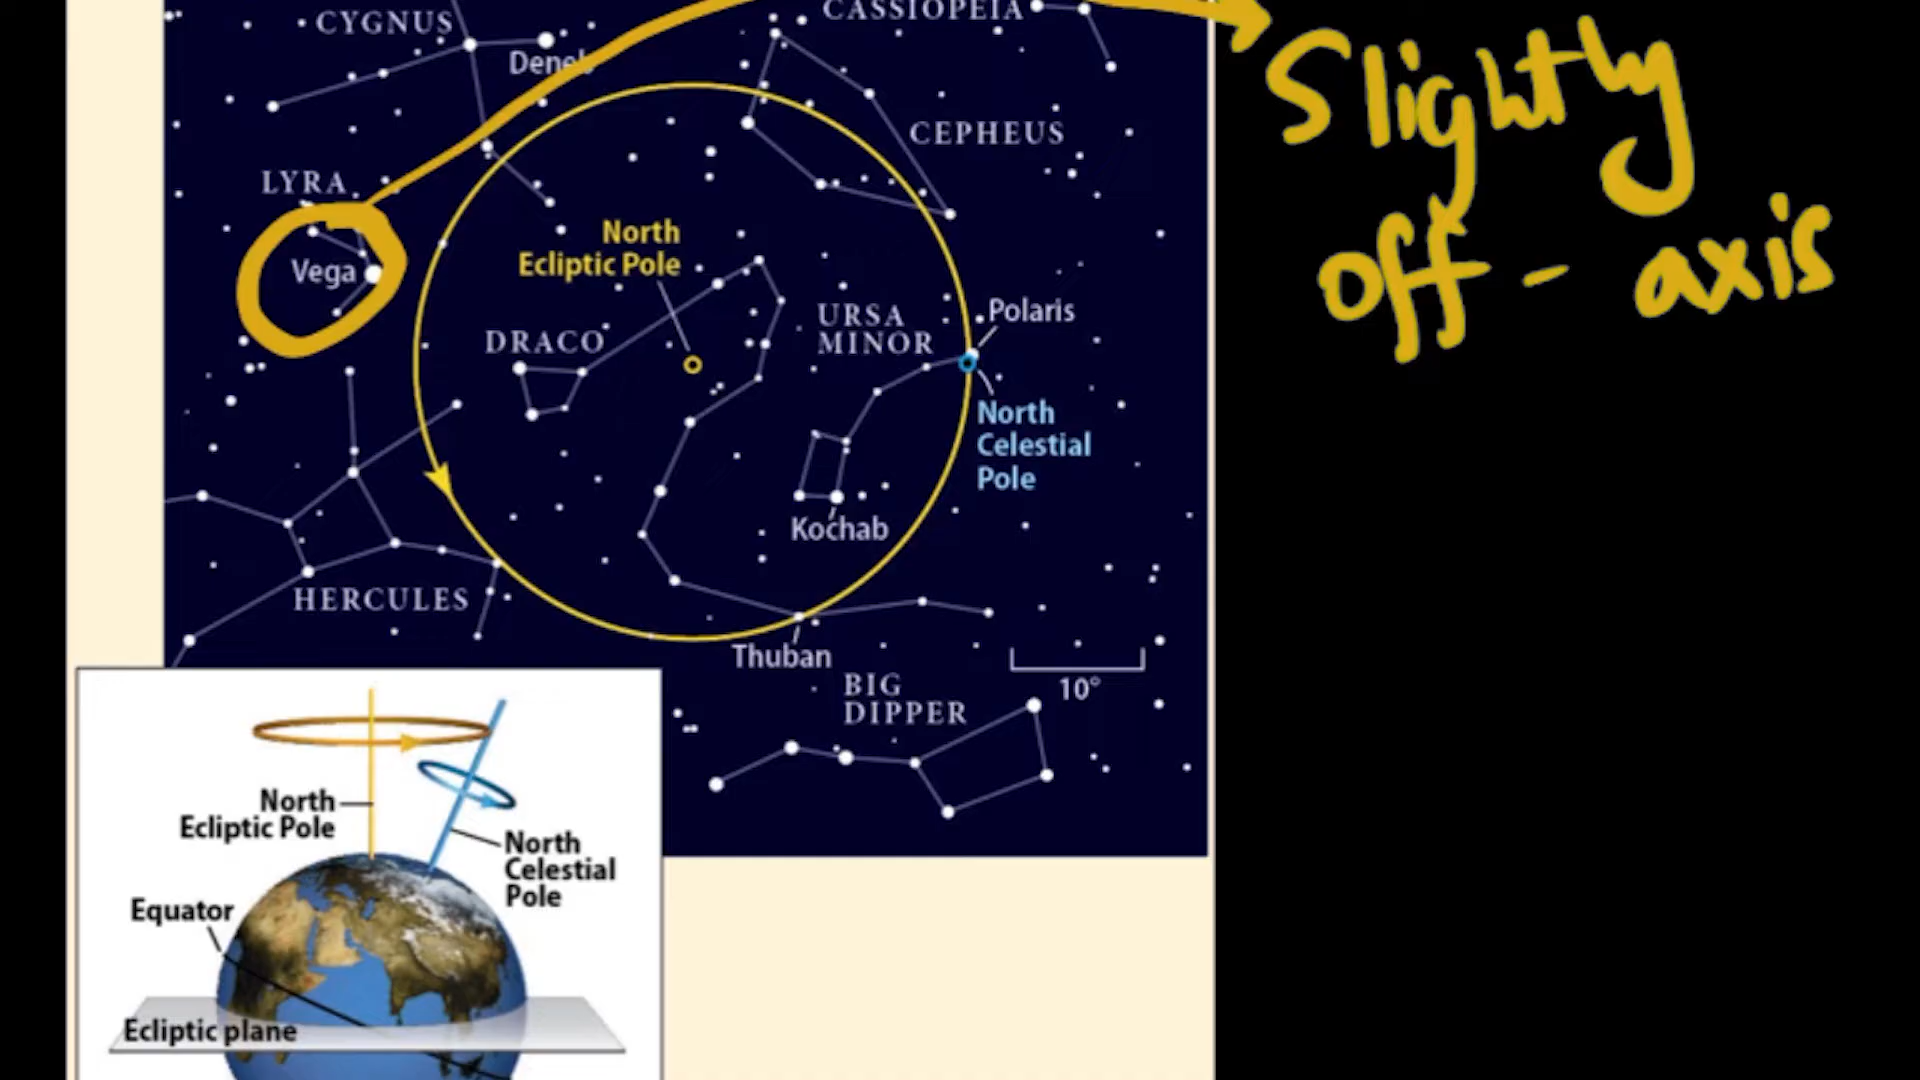 CYGNUS
Deneb
CASSIOPEIA
CEPHEUS
LYRA
Vega
North
Ecliptic Pole
DRACO
URSA
MINOR
Polaris
North
Celestial
Pole
Kochab
HERCULES
Thuban
10°
BIG
DIPPER
North
Ecliptic Pole
North
Celestial
Pole
Equator
Ecliptic plane
Slightly
off - axis